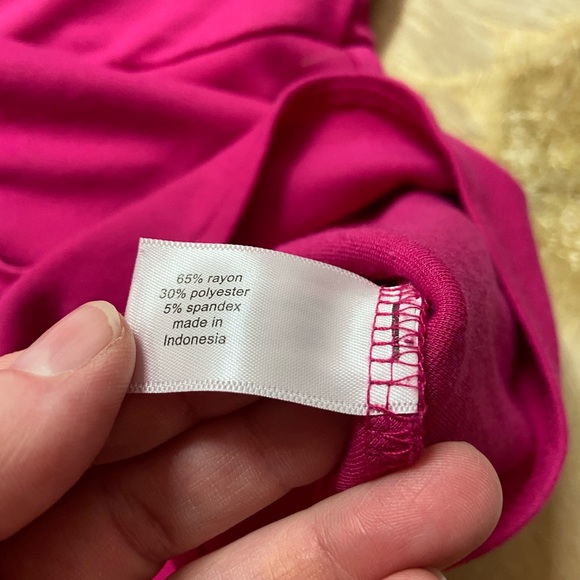 65% rayon
30% polyester
5% spandex
made in
Indonesia